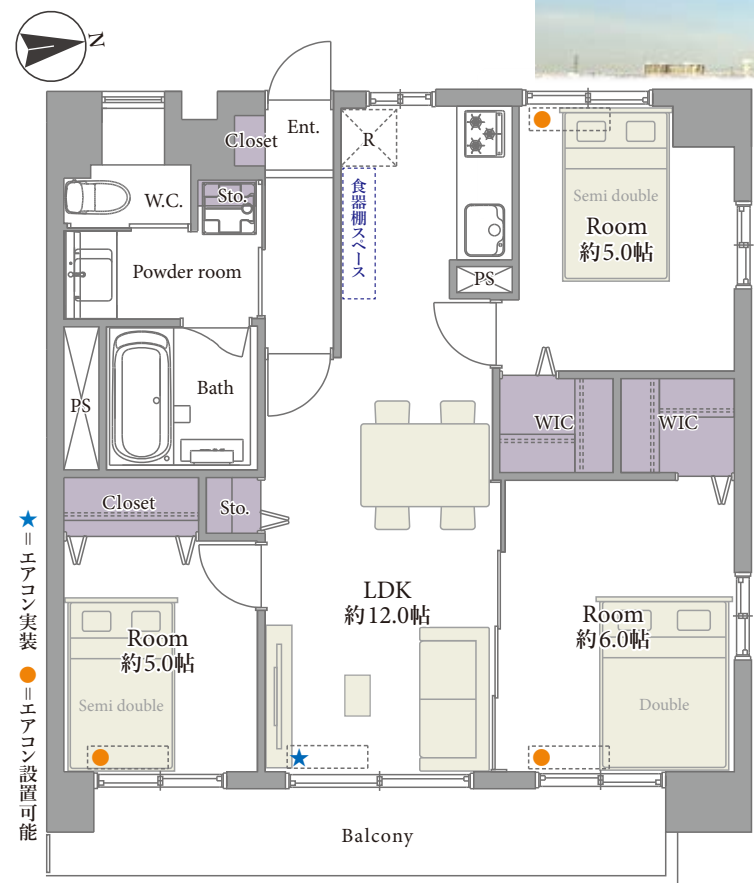 N
Closet
Ent.
R
食器棚スペース
W.C.
Sto.
Powder room
PS
Bath
PS
Semi double
Room
約5.0帖
WIC
WIC
Closet
Sto.
LDK
約12.0帖
Room
約5.0帖
Semi double
Room
約6.0帖
Double
Balcony
★=エアコン実装
●=エアコン設置可能